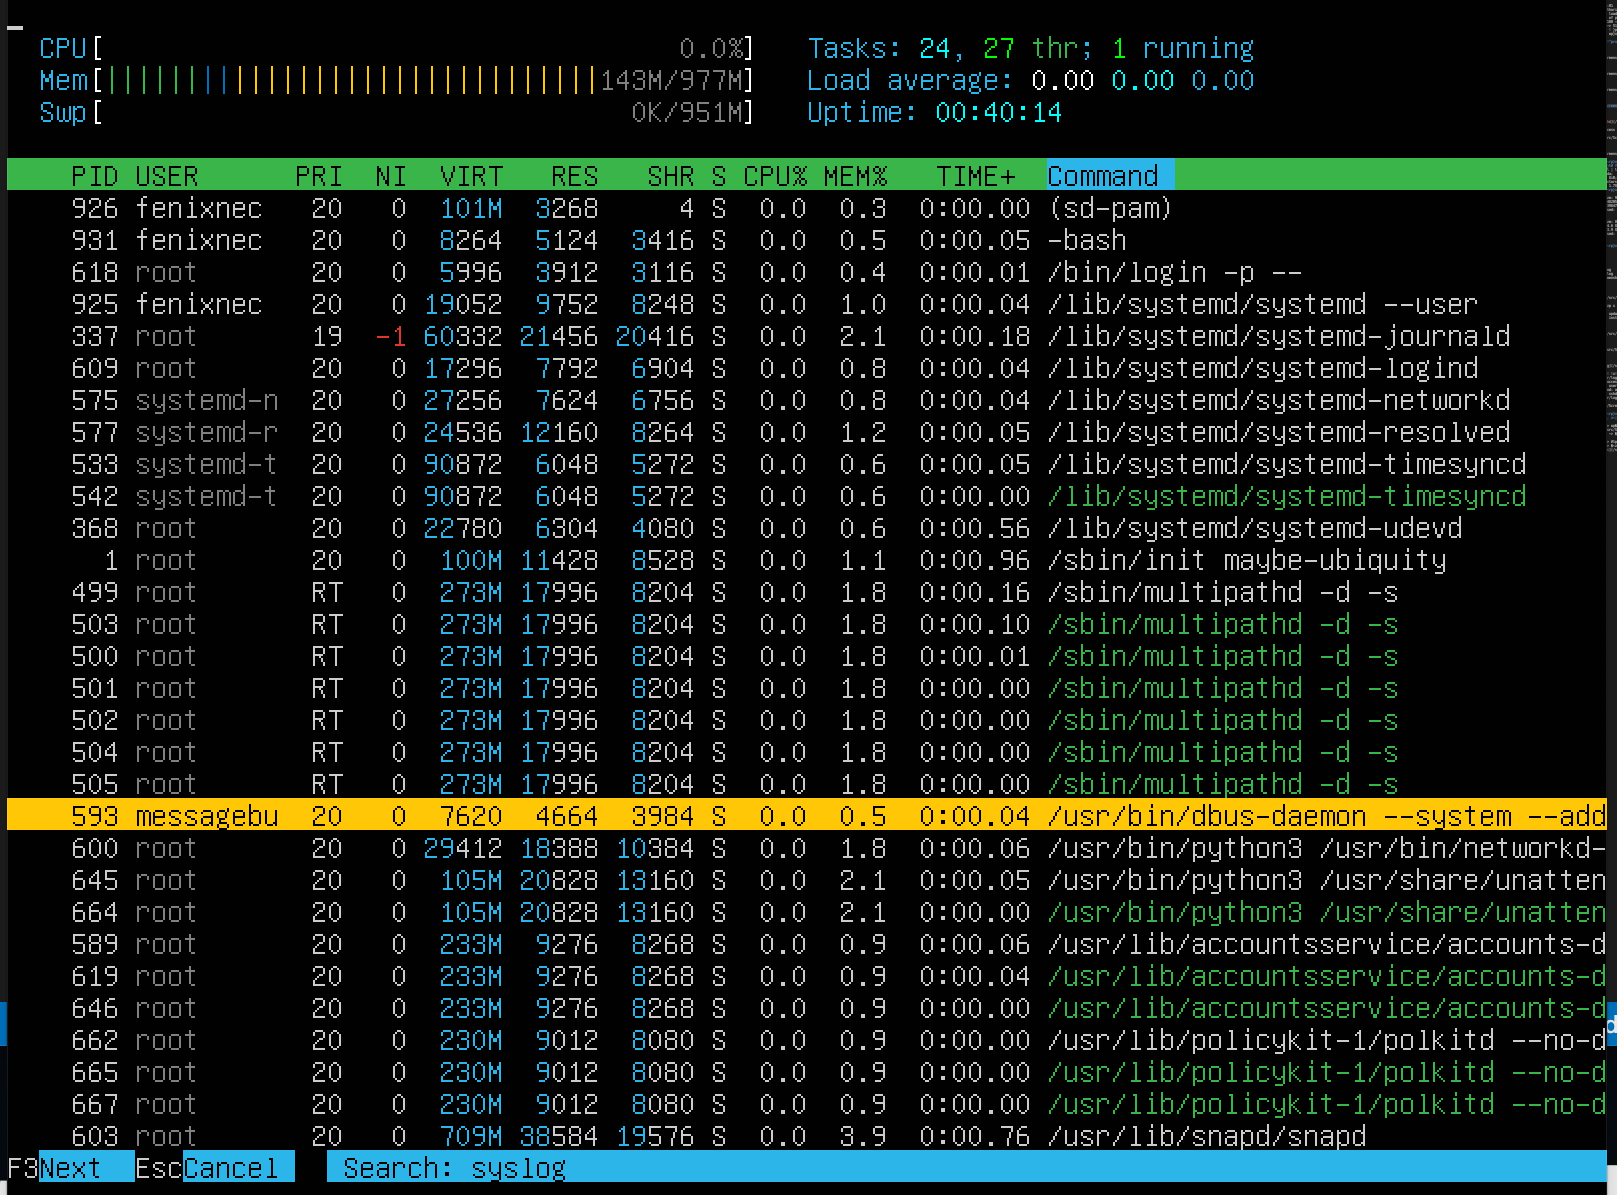 CPU[ 0.0%] Tasks: 24, 27 thr; 1 running
Mem[||||||||||||||||||||||||||||||| 143M/977M] Load average: 0.00 0.00 0.00
Swp[ 0K/951M] Uptime: 00:40:14
PID USER PRI NI VIRT RES SHR S CPU% MEM% TIME+ Command
926 fenixnec 20 0 101M 3268 4 S 0.0 0.3 0:00.00 (sd-pam)
931 fenixnec 20 0 8264 5124 3416 S 0.0 0.5 0:00.05 -bash
618 root 20 0 5996 3912 3116 S 0.0 0.4 0:00.01 /bin/login -p --
925 fenixnec 20 0 19052 9752 8248 S 0.0 1.0 0:00.04 /lib/systemd/systemd --user
337 root 19 -1 60332 21456 20416 S 0.0 2.1 0:00.18 /lib/systemd/systemd-journald
609 root 20 0 17296 7792 6904 S 0.0 0.8 0:00.04 /lib/systemd/systemd-logind
575 systemd-n 20 0 27256 7624 6756 S 0.0 0.8 0:00.04 /lib/systemd/systemd-networkd
577 systemd-r 20 0 24536 12160 8264 S 0.0 1.2 0:00.05 /lib/systemd/systemd-resolved
533 systemd-t 20 0 90872 6048 5272 S 0.0 0.6 0:00.05 /lib/systemd/systemd-timesyncd
542 systemd-t 20 0 90872 6048 5272 S 0.0 0.6 0:00.00 /lib/systemd/systemd-timesyncd
368 root 20 0 22780 6304 4080 S 0.0 0.6 0:00.56 /lib/systemd/systemd-udevd
1 root 20 0 100M 11428 8528 S 0.0 1.1 0:00.96 /sbin/init maybe-ubiquity
499 root RT 0 273M 17996 8204 S 0.0 1.8 0:00.16 /sbin/multipathd -d -s
503 root RT 0 273M 17996 8204 S 0.0 1.8 0:00.10 /sbin/multipathd -d -s
500 root RT 0 273M 17996 8204 S 0.0 1.8 0:00.01 /sbin/multipathd -d -s
501 root RT 0 273M 17996 8204 S 0.0 1.8 0:00.00 /sbin/multipathd -d -s
502 root RT 0 273M 17996 8204 S 0.0 1.8 0:00.00 /sbin/multipathd -d -s
504 root RT 0 273M 17996 8204 S 0.0 1.8 0:00.00 /sbin/multipathd -d -s
505 root RT 0 273M 17996 8204 S 0.0 1.8 0:00.00 /sbin/multipathd -d -s
593 messagebu 20 0 7620 4664 3984 S 0.0 0.5 0:00.04 /usr/bin/dbus-daemon --system --add
600 root 20 0 29412 18388 10384 S 0.0 1.8 0:00.06 /usr/bin/python3 /usr/bin/networkd-
645 root 20 0 105M 20828 13160 S 0.0 2.1 0:00.05 /usr/bin/python3 /usr/share/unatten
664 root 20 0 105M 20828 13160 S 0.0 2.1 0:00.00 /usr/bin/python3 /usr/share/unatten
589 root 20 0 233M 9276 8268 S 0.0 0.9 0:00.06 /usr/lib/accountsservice/accounts-d
619 root 20 0 233M 9276 8268 S 0.0 0.9 0:00.04 /usr/lib/accountsservice/accounts-d
646 root 20 0 233M 9276 8268 S 0.0 0.9 0:00.00 /usr/lib/accountsservice/accounts-d
662 root 20 0 230M 9012 8080 S 0.0 0.9 0:00.00 /usr/lib/policykit-1/polkitd --no-d
665 root 20 0 230M 9012 8080 S 0.0 0.9 0:00.00 /usr/lib/policykit-1/polkitd --no-d
667 root 20 0 230M 9012 8080 S 0.0 0.9 0:00.00 /usr/lib/policykit-1/polkitd --no-d
603 root 20 0 709M 38584 19576 S 0.0 3.9 0:00.76 /usr/lib/snapd/snapd
F3Next EscCancel Search: syslog